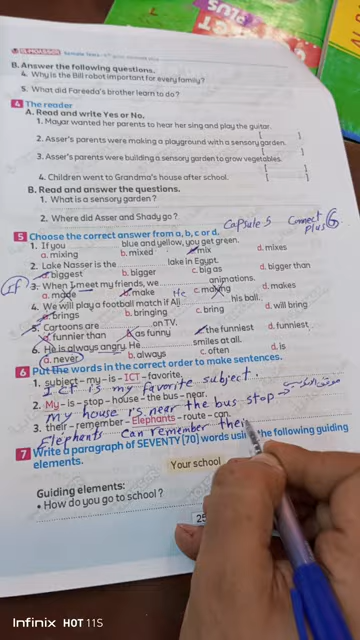 B. Answer the following questions.
4. Why is the Bill robot important for every family?
5. What did Fareeda's brother learn to do?
4 The reader
A. Read and write Yes or No.
1. Mayar wanted her parents to hear her sing and play the guitar. [ ]
2. Asser's parents were making a playground with a sensory garden. [ ]
3. Asser's parents were building a sensory garden to grow vegetables. [ ]
4. Children went to Grandma's house after school. [ ]
B. Read and answer the questions.
1. What is a sensory garden?
2. Where did Asser and Shady go?
Capsule 5 Connect Plus 6
5 Choose the correct answer from a, b, c or d.
1. If you blue and yellow, you get green.
a. mixing b. mixed c. mix d. mixes
2. Lake Nasser is the lake in Egypt.
a. biggest b. bigger c. big as d. bigger than
(IF) 3. When I meet my friends, we animations.
a. made b. make c. making d. makes
He
4. We will play a football match if Ali his ball.
a. brings b. bringing c. bring d. will bring
5. Cartoons are on TV.
a. funnier than b. as funny c. the funniest d. funniest
6. He is always angry. He smiles at all.
a. never b. always c. often d. is
6 Put the words in the correct order to make sentences.
1. subject – my – is – ICT – favorite.
ICT is my favorite subject.
2. My – is – stop – house – the bus – near.
My house is near the bus stop
3. their – remember – Elephants – route – can.
Elephants can remember thei
7 Write a paragraph of SEVENTY (70) words using the following guiding
elements.
Your school
Guiding elements:
• How do you go to school?
25
Infinix HOT 11S